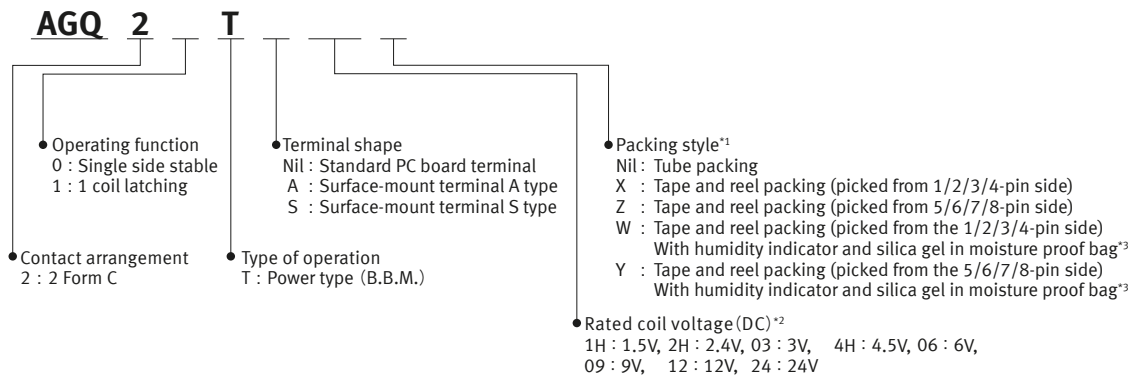 AGQ 2 T
Operating function
0 : Single side stable
1 : 1 coil latching
Terminal shape
Nil : Standard PC board terminal
A : Surface-mount terminal A type
S : Surface-mount terminal S type
Packing style*1
Nil : Tube packing
X : Tape and reel packing (picked from 1/2/3/4-pin side)
Z : Tape and reel packing (picked from 5/6/7/8-pin side)
W : Tape and reel packing (picked from the 1/2/3/4-pin side)
With humidity indicator and silica gel in moisture proof bag*3
Y : Tape and reel packing (picked from the 5/6/7/8-pin side)
With humidity indicator and silica gel in moisture proof bag*3
Contact arrangement
2 : 2 Form C
Type of operation
T : Power type (B.B.M.)
Rated coil voltage (DC)*2
1H : 1.5V, 2H : 2.4V, 03 : 3V, 4H : 4.5V, 06 : 6V,
09 : 9V, 12 : 12V, 24 : 24V